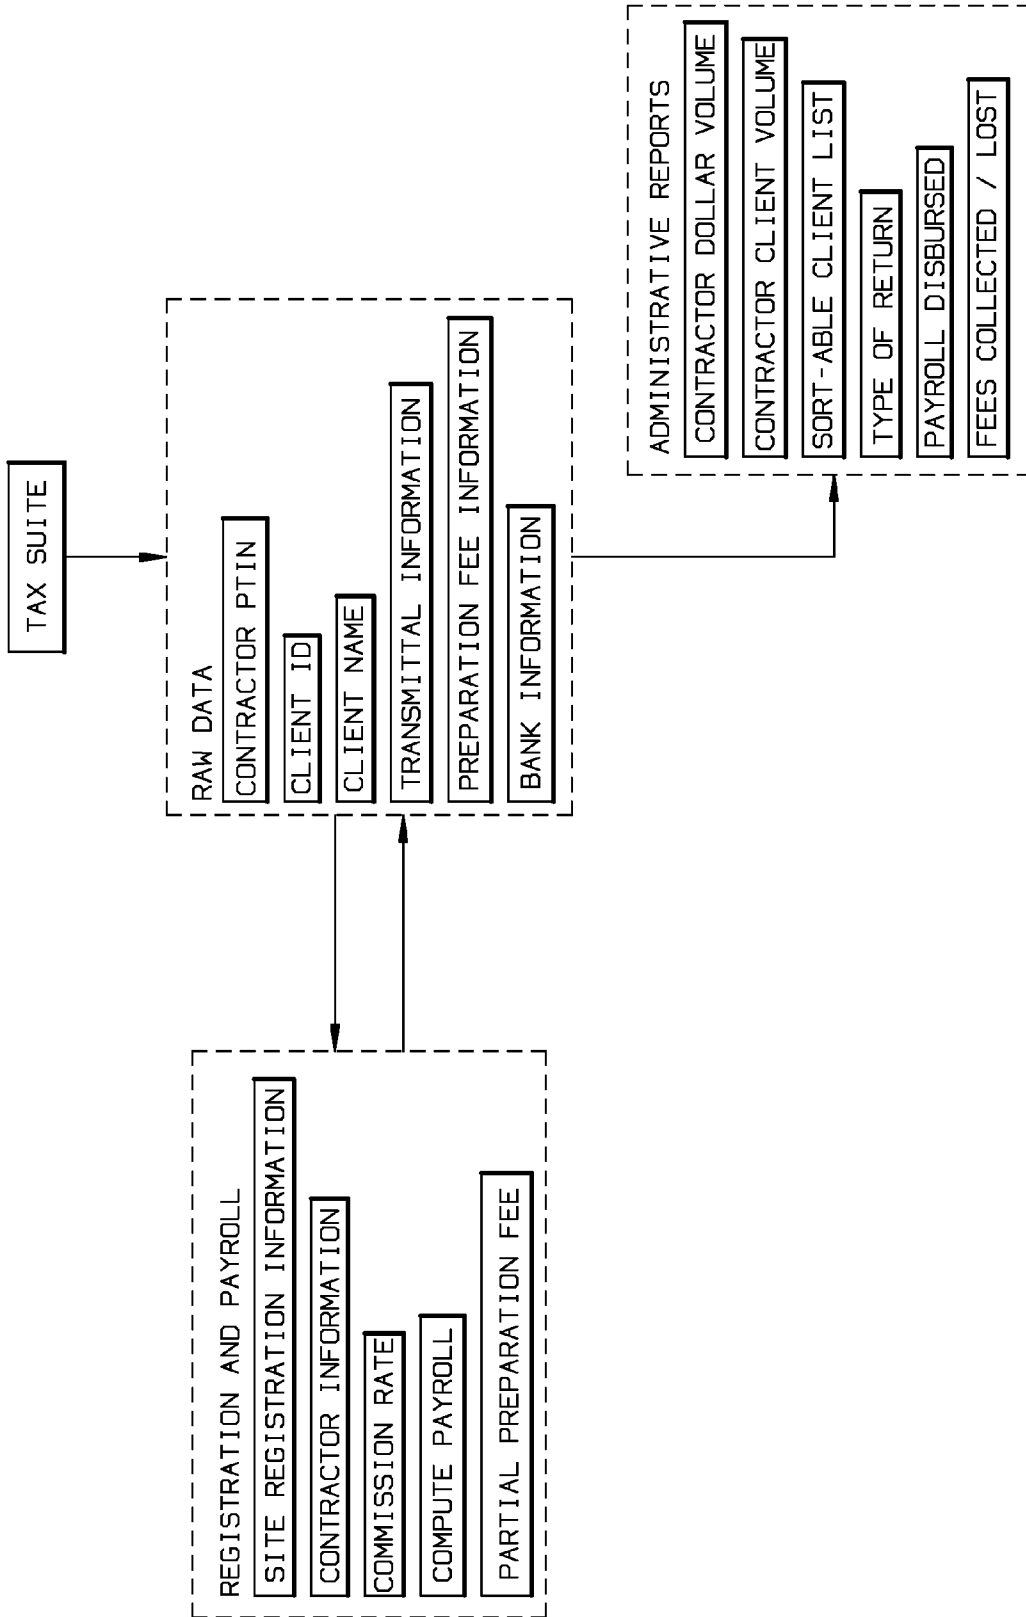 TAX SUITE
REGISTRATION AND PAYROLL
SITE REGISTRATION INFORMATION
CONTRACTOR INFORMATION
COMMISSION RATE
COMPUTE PAYROLL
PARTIAL PREPARATION FEE
RAW DATA
CONTRACTOR PTIN
CLIENT ID
CLIENT NAME
TRANSMITTAL INFORMATION
PREPARATION FEE INFORMATION
BANK INFORMATION
ADMINISTRATIVE REPORTS
CONTRACTOR DOLLAR VOLUME
CONTRACTOR CLIENT VOLUME
SORT-ABLE CLIENT LIST
TYPE OF RETURN
PAYROLL DISBURSED
FEES COLLECTED / LOST